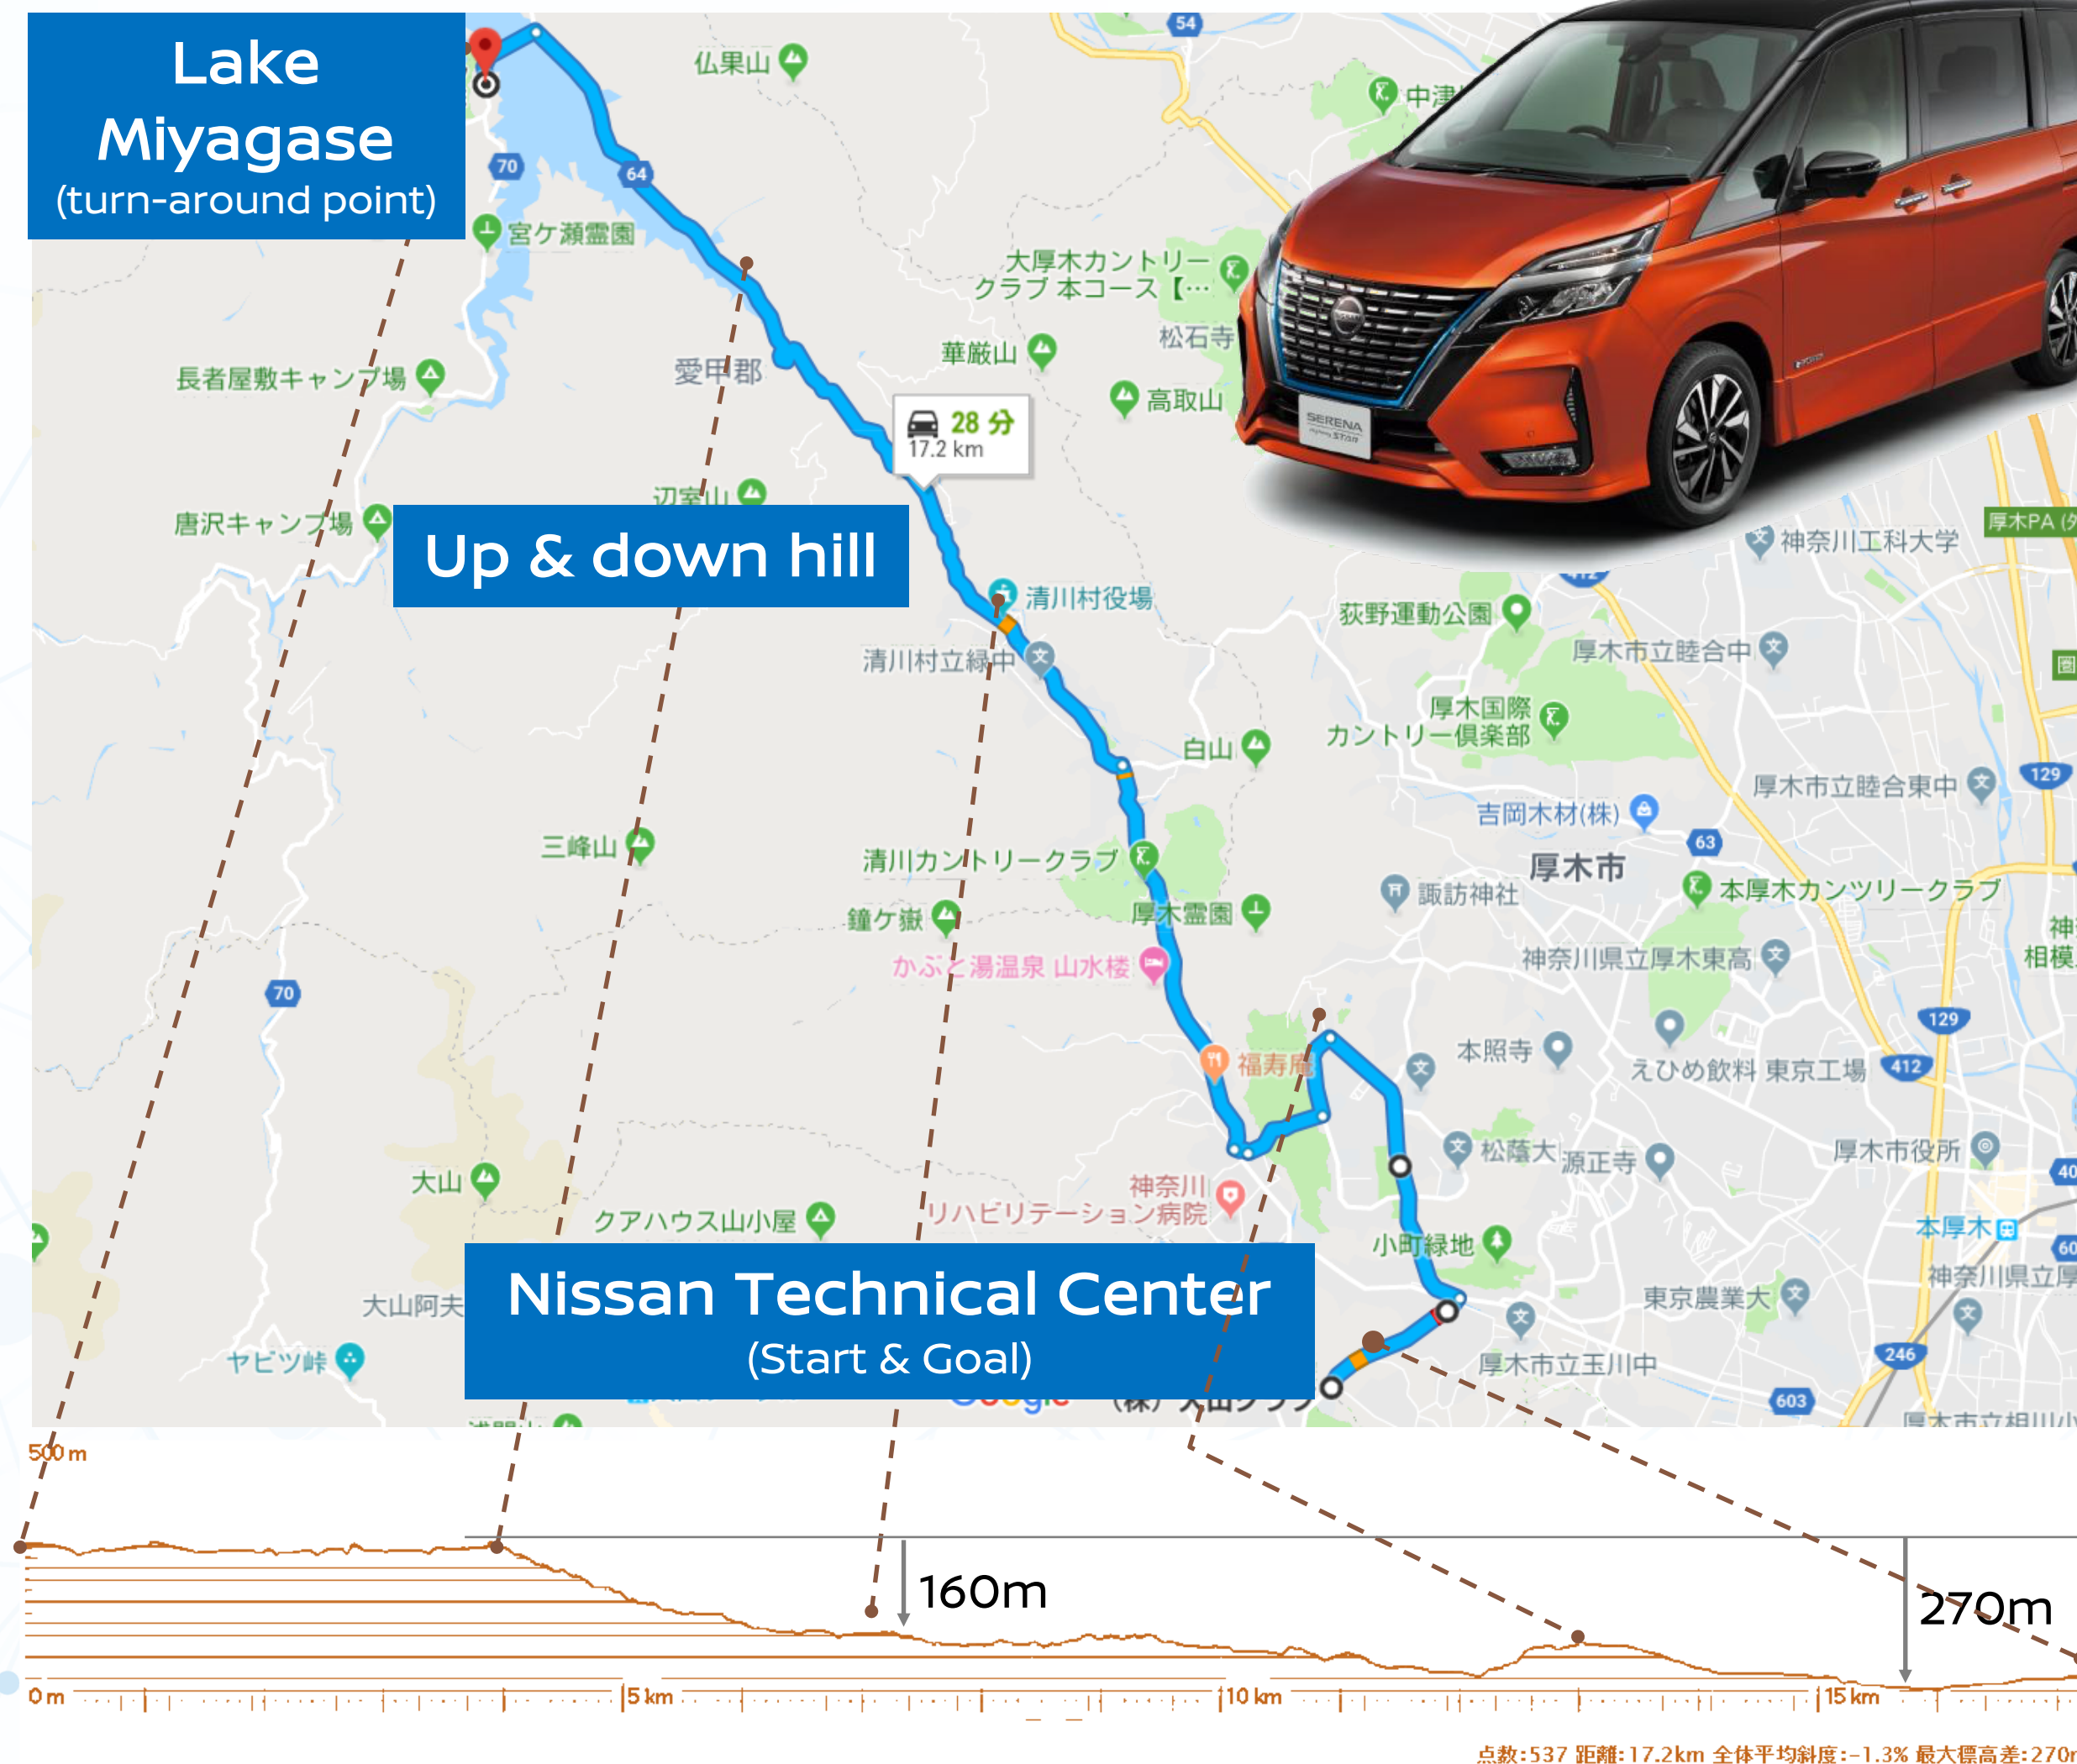 Lake
Miyagase
(turn-around point)
仏果山
54
中津
70
64
宮ケ瀬霊園
大厚木カントリー
クラブ 本コース【…
松石寺
華厳山
高取山
愛甲郡
長者屋敷キャンプ場
28 分
17.2 km
SERENA
辺室山
唐沢キャンプ場
Up & down hill
厚木PA
神奈川工科大学
412
清川村役場
荻野運動公園
清川村立緑中
厚木市立睦合中
厚木国際
カントリー倶楽部
白山
129
厚木市立睦合東中
吉岡木材(株)
63
三峰山
清川カントリークラブ
厚木市
諏訪神社
本厚木カンツリークラブ
鐘ケ嶽
厚木霊園
神
相模
神奈川県立厚木東高
かぶと湯温泉 山水楼
70
129
福寿庵
本照寺
えひめ飲料 東京工場
412
松蔭大
源正寺
厚木市役所
40
大山
神奈川
リハビリテーション病院
クアハウス山小屋
本厚木
小町緑地
60
神奈川県立厚
Nissan Technical Center
(Start & Goal)
大山阿夫
東京農業大
ヤビツ峠
厚木市立玉川中
246
603
Google
厚木市立相川小
500 m
160m
270m
0 m
5 km
10 km
15 km
点数:537 距離:17.2km 全体平均斜度:-1.3% 最大標高差:270m